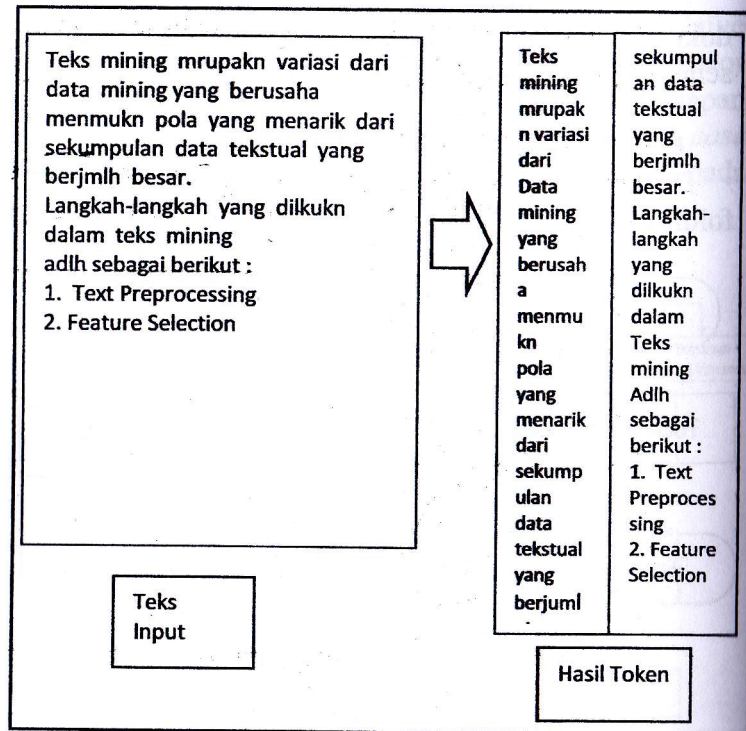 Teks mining mrupakn variasi dari
data mining yang berusaha
menmukn pola yang menarik dari
sekumpulan data tekstual yang
berjmlh besar.
Langkah-langkah yang dilkukn
dalam teks mining
adlh sebagai berikut :
1. Text Preprocessing
2. Feature Selection
Teks
Input
Teks
mining
mrupak
n variasi
dari
Data
mining
yang
berusah
a
menmu
kn
pola
yang
menarik
dari
sekump
ulan
data
tekstual
yang
berjuml
sekumpul
an data
tekstual
yang
berjmlh
besar.
Langkah-
langkah
yang
dilkukn
dalam
Teks
mining
Adlh
sebagai
berikut :
1. Text
Preproces
sing
2. Feature
Selection
Hasil Token